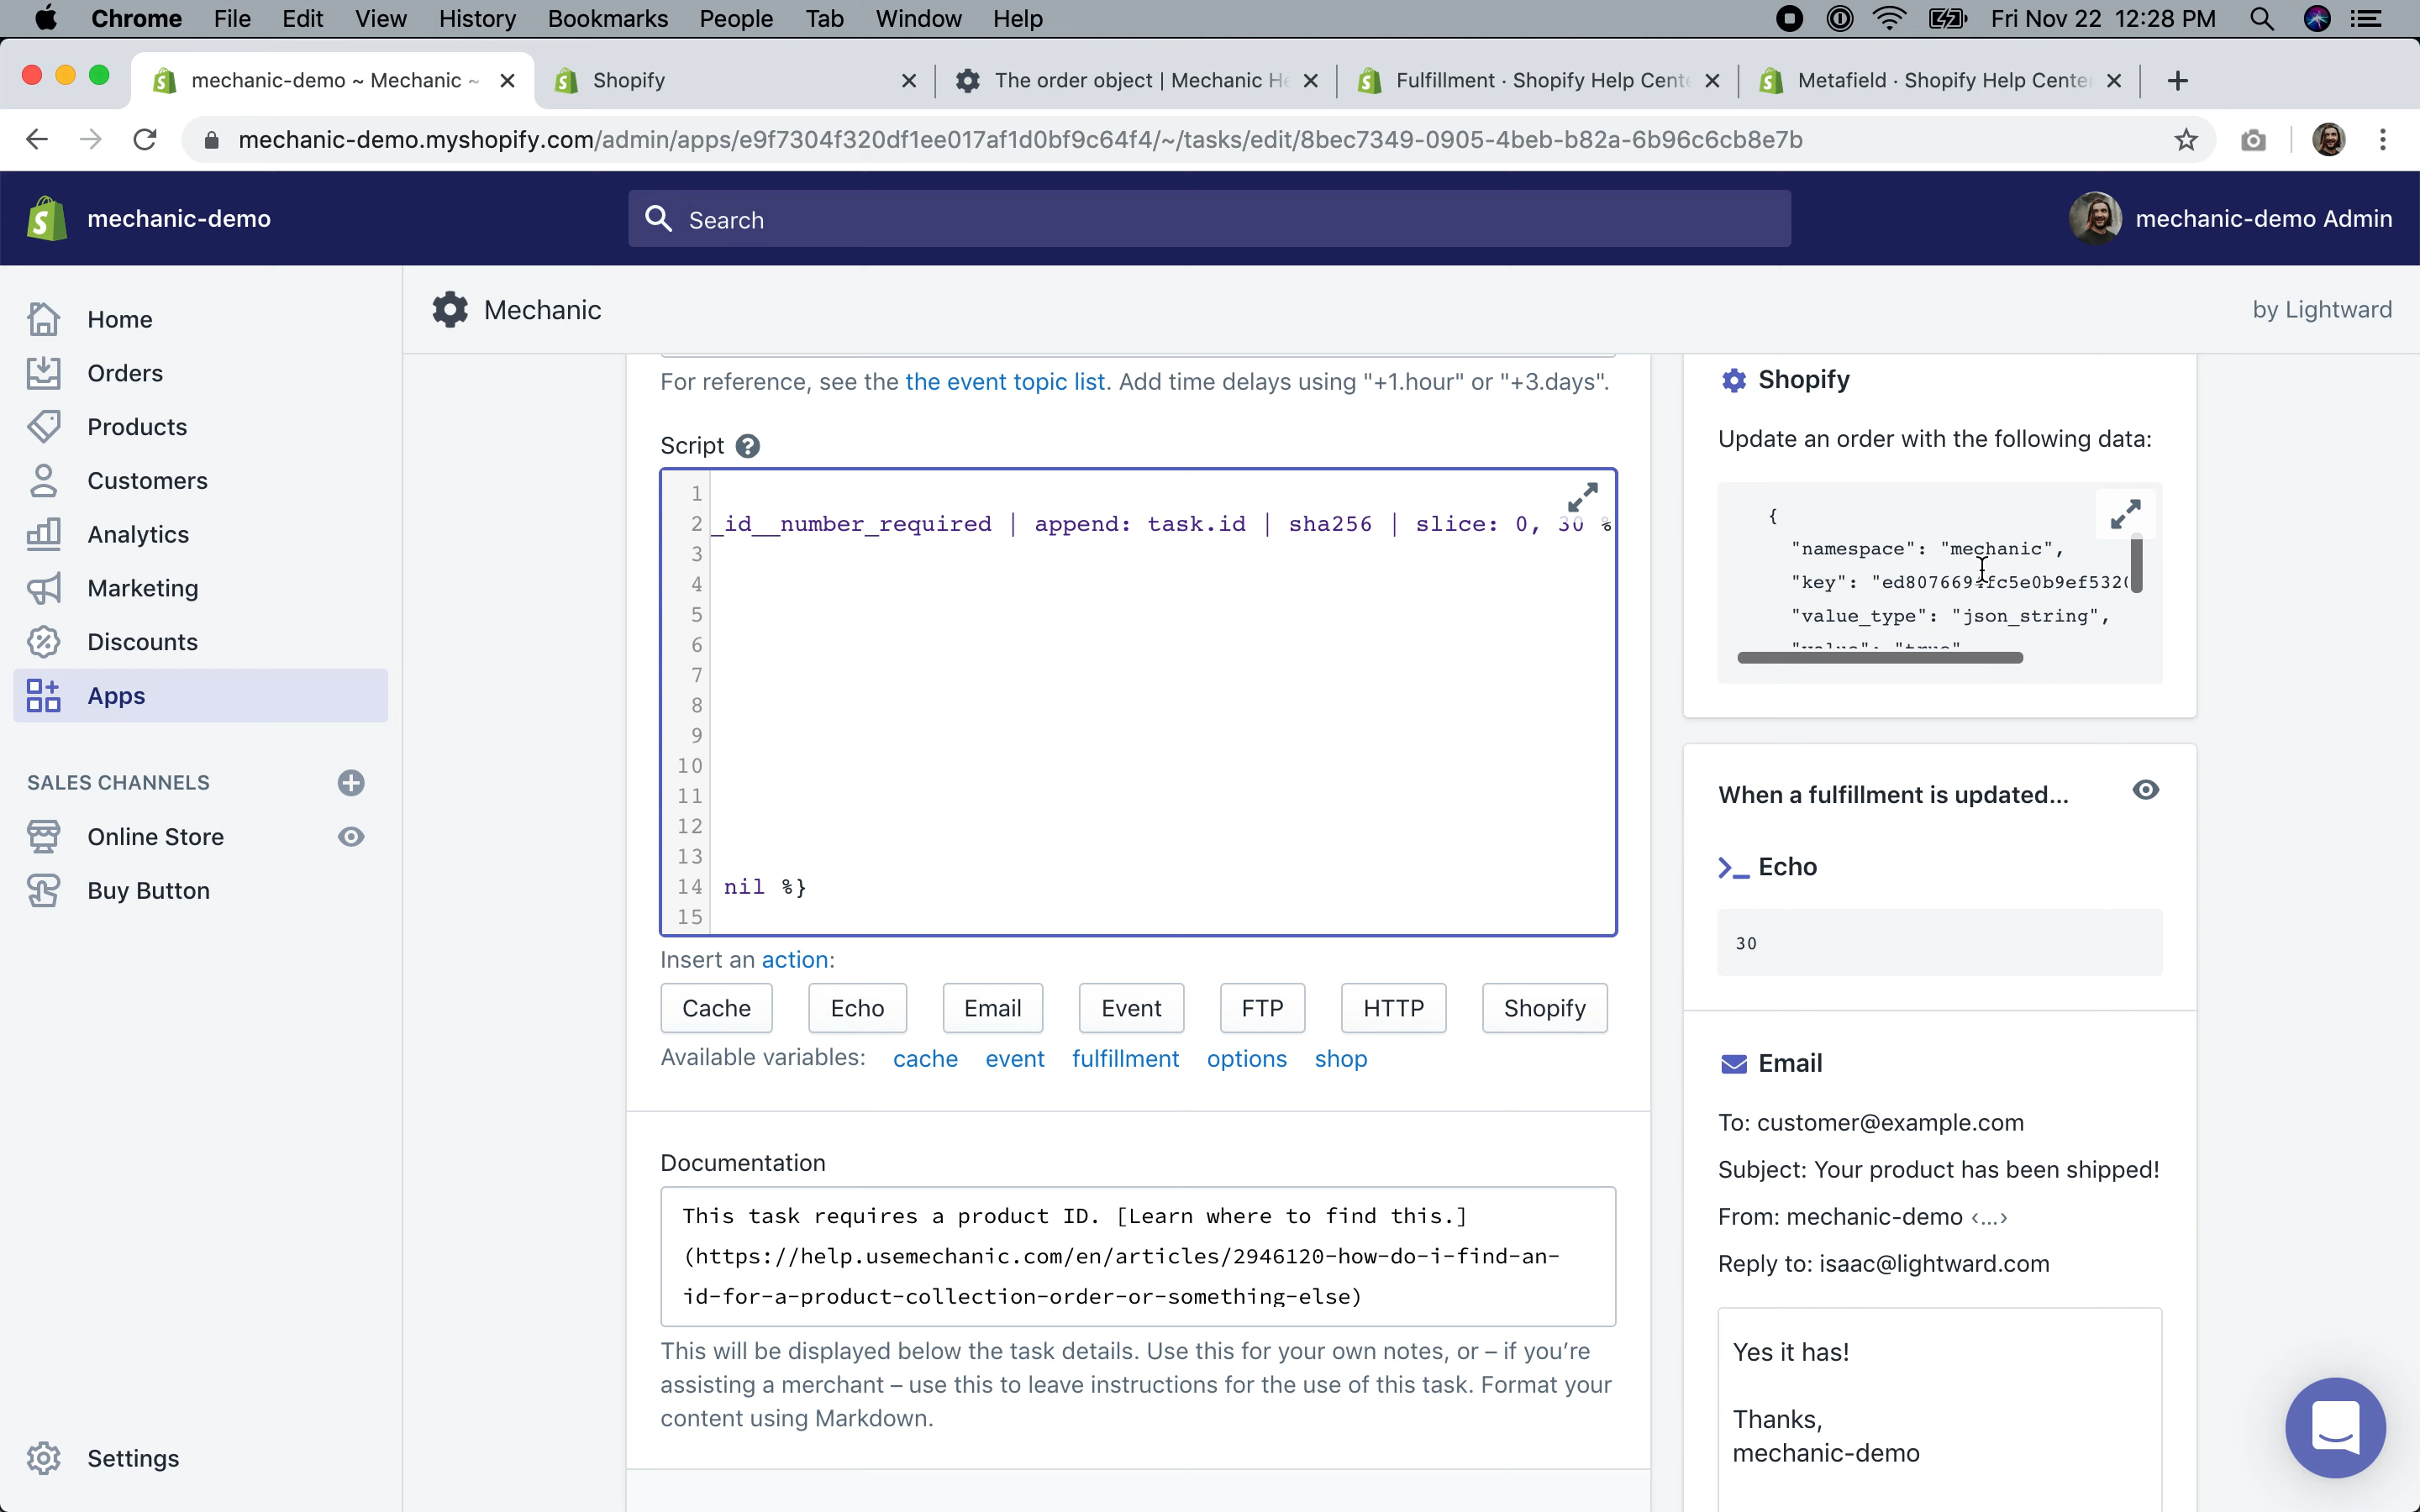 Chrome File Edit View History Bookmarks People Tab Window Help Fri Nov 22 12:28 PM
mechanic-demo ~ Mechanic ~
Shopify
The order object | Mechanic He
Fulfillment · Shopify Help Cente
Metafield · Shopify Help Center
mechanic-demo.myshopify.com/admin/apps/e9f7304f320df1ee017af1d0bf9c64f4/~/tasks/edit/8bec7349-0905-4beb-b82a-6b96c6cb8e7b
mechanic-demo
Search
mechanic-demo Admin
Home
Orders
Products
Customers
Analytics
Marketing
Discounts
Apps
SALES CHANNELS
Online Store
Buy Button
Settings
Mechanic
by Lightward
For reference, see the the event topic list. Add time delays using "+1.hour" or "+3.days".
Script
1
2 _id__number_required | append: task.id | sha256 | slice: 0, 30 %
3
4
5
6
7
8
9
10
11
12
13
14 nil %}
15
Insert an action:
Cache Echo Email Event FTP HTTP Shopify
Available variables: cache event fulfillment options shop
Documentation
This task requires a product ID. [Learn where to find this.]
(https://help.usemechanic.com/en/articles/2946120-how-do-i-find-an-
id-for-a-product-collection-order-or-something-else)
This will be displayed below the task details. Use this for your own notes, or – if you're
assisting a merchant – use this to leave instructions for the use of this task. Format your
content using Markdown.
Shopify
Update an order with the following data:
{
"namespace": "mechanic",
"key":
"value_type": "json_string",
"value": "true"
When a fulfillment is updated...
Echo
30
Email
To: customer@example.com
Subject: Your product has been shipped!
From: mechanic-demo <...>
Reply to: isaac@lightward.com
Yes it has!
Thanks,
mechanic-demo